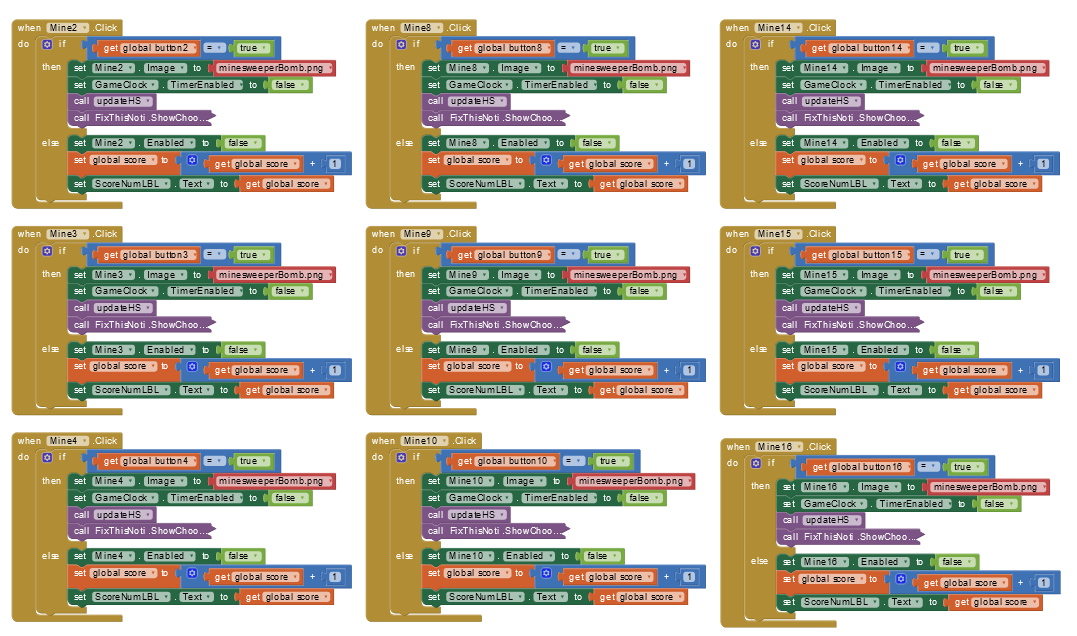 when Mine2 .Click
do if get global button2 = true
then set Mine2 . Image to minesweeperBomb.png
set GameClock . TimerEnabled to false
call updateHS
call FixThisNoti .ShowChoo...
else set Mine2 . Enabled to false
set global score to get global score + 1
set ScoreNumLBL . Text to get global score
when Mine8 .Click
do if get global button8 = true
then set Mine8 . Image to minesweeperBomb.png
set GameClock . TimerEnabled to false
call updateHS
call FixThisNoti .ShowChoo...
else set Mine8 . Enabled to false
set global score to get global score + 1
set ScoreNumLBL . Text to get global score
when Mine14 .Click
do if get global button14 = true
then set Mine14 . Image to minesweeperBomb.png
set GameClock . TimerEnabled to false
call updateHS
call FixThisNoti .ShowChoo...
else set Mine14 . Enabled to false
set global score to get global score + 1
set ScoreNumLBL . Text to get global score
when Mine3 .Click
do if get global button3 = true
then set Mine3 . Image to minesweeperBomb.png
set GameClock . TimerEnabled to false
call updateHS
call FixThisNoti .ShowChoo...
else set Mine3 . Enabled to false
set global score to get global score + 1
set ScoreNumLBL . Text to get global score
when Mine9 .Click
do if get global button9 = true
then set Mine9 . Image to minesweeperBomb.png
set GameClock . TimerEnabled to false
call updateHS
call FixThisNoti .ShowChoo...
else set Mine9 . Enabled to false
set global score to get global score + 1
set ScoreNumLBL . Text to get global score
when Mine15 .Click
do if get global button15 = true
then set Mine15 . Image to minesweeperBomb.png
set GameClock . TimerEnabled to false
call updateHS
call FixThisNoti .ShowChoo...
else set Mine15 . Enabled to false
set global score to get global score + 1
set ScoreNumLBL . Text to get global score
when Mine4 .Click
do if get global button4 = true
then set Mine4 . Image to minesweeperBomb.png
set GameClock . TimerEnabled to false
call updateHS
call FixThisNoti .ShowChoo...
else set Mine4 . Enabled to false
set global score to get global score + 1
set ScoreNumLBL . Text to get global score
when Mine10 .Click
do if get global button10 = true
then set Mine10 . Image to minesweeperBomb.png
set GameClock . TimerEnabled to false
call updateHS
call FixThisNoti .ShowChoo...
else set Mine10 . Enabled to false
set global score to get global score + 1
set ScoreNumLBL . Text to get global score
when Mine16 .Click
do if get global button16 = true
then set Mine16 . Image to minesweeperBomb.png
set GameClock . TimerEnabled to false
call updateHS
call FixThisNoti .ShowChoo...
else set Mine16 . Enabled to false
set global score to get global score + 1
set ScoreNumLBL . Text to get global score